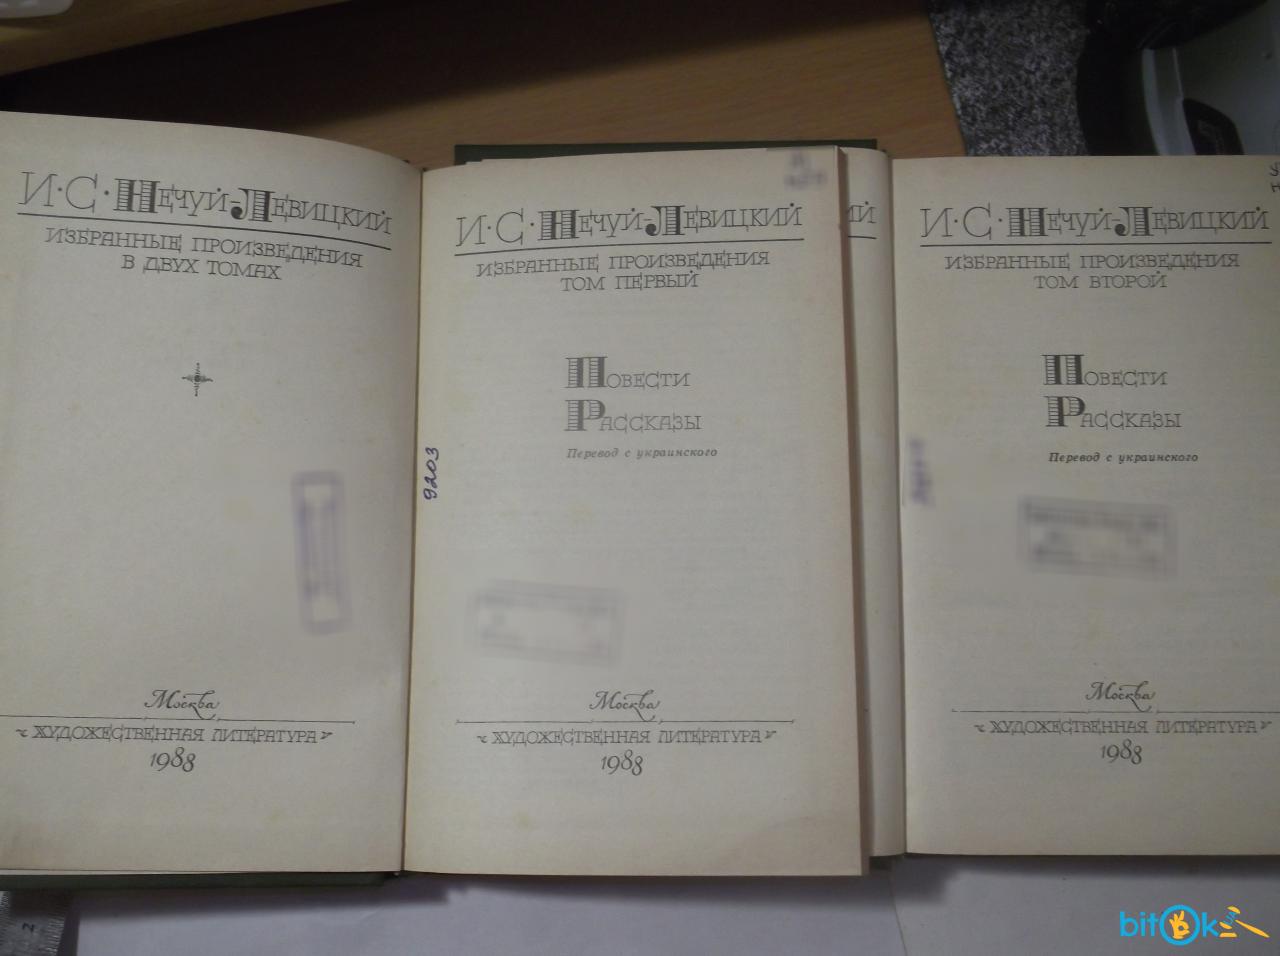 И·С·Нечуй-Левицкий
ИЗБРАННЫЕ ПРОИЗВЕДЕНИЯ
В ДВУХ ТОМАХ
Москва
ХУДОЖЕСТВЕННАЯ ЛИТЕРАТУРА
1988
И·С·Нечуй-Левицкий
ИЗБРАННЫЕ ПРОИЗВЕДЕНИЯ
ТОМ ПЕРВЫЙ
Повести
Рассказы
Перевод с украинского
9203
Москва
ХУДОЖЕСТВЕННАЯ ЛИТЕРАТУРА
1988
ИЙ
И·С·Нечуй-Левицкий
ИЗБРАННЫЕ ПРОИЗВЕДЕНИЯ
ТОМ ВТОРОЙ
Повести
Рассказы
Перевод с украинского
Москва
ХУДОЖЕСТВЕННАЯ ЛИТЕРАТУРА
1988
2
bitok